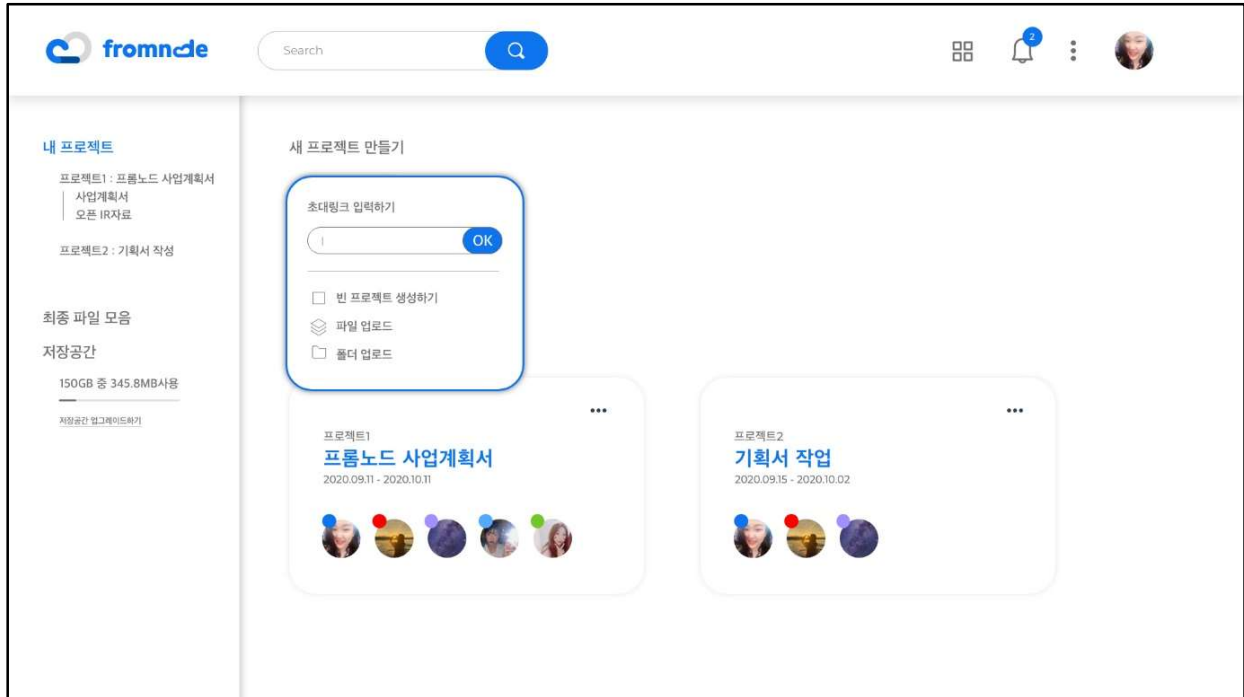 fromnode
Search
2
내 프로젝트
프로젝트1 : 프롬노드 사업계획서
사업계획서
오픈 IR자료
프로젝트2 : 기획서 작성
최종 파일 모음
저장공간
150GB 중 345.8MB사용
저장공간 업그레이드하기
새 프로젝트 만들기
초대링크 입력하기
OK
빈 프로젝트 생성하기
파일 업로드
폴더 업로드
프로젝트1
프롬노드 사업계획서
2020.09.11 - 2020.10.11
프로젝트2
기획서 작업
2020.09.15 - 2020.10.02